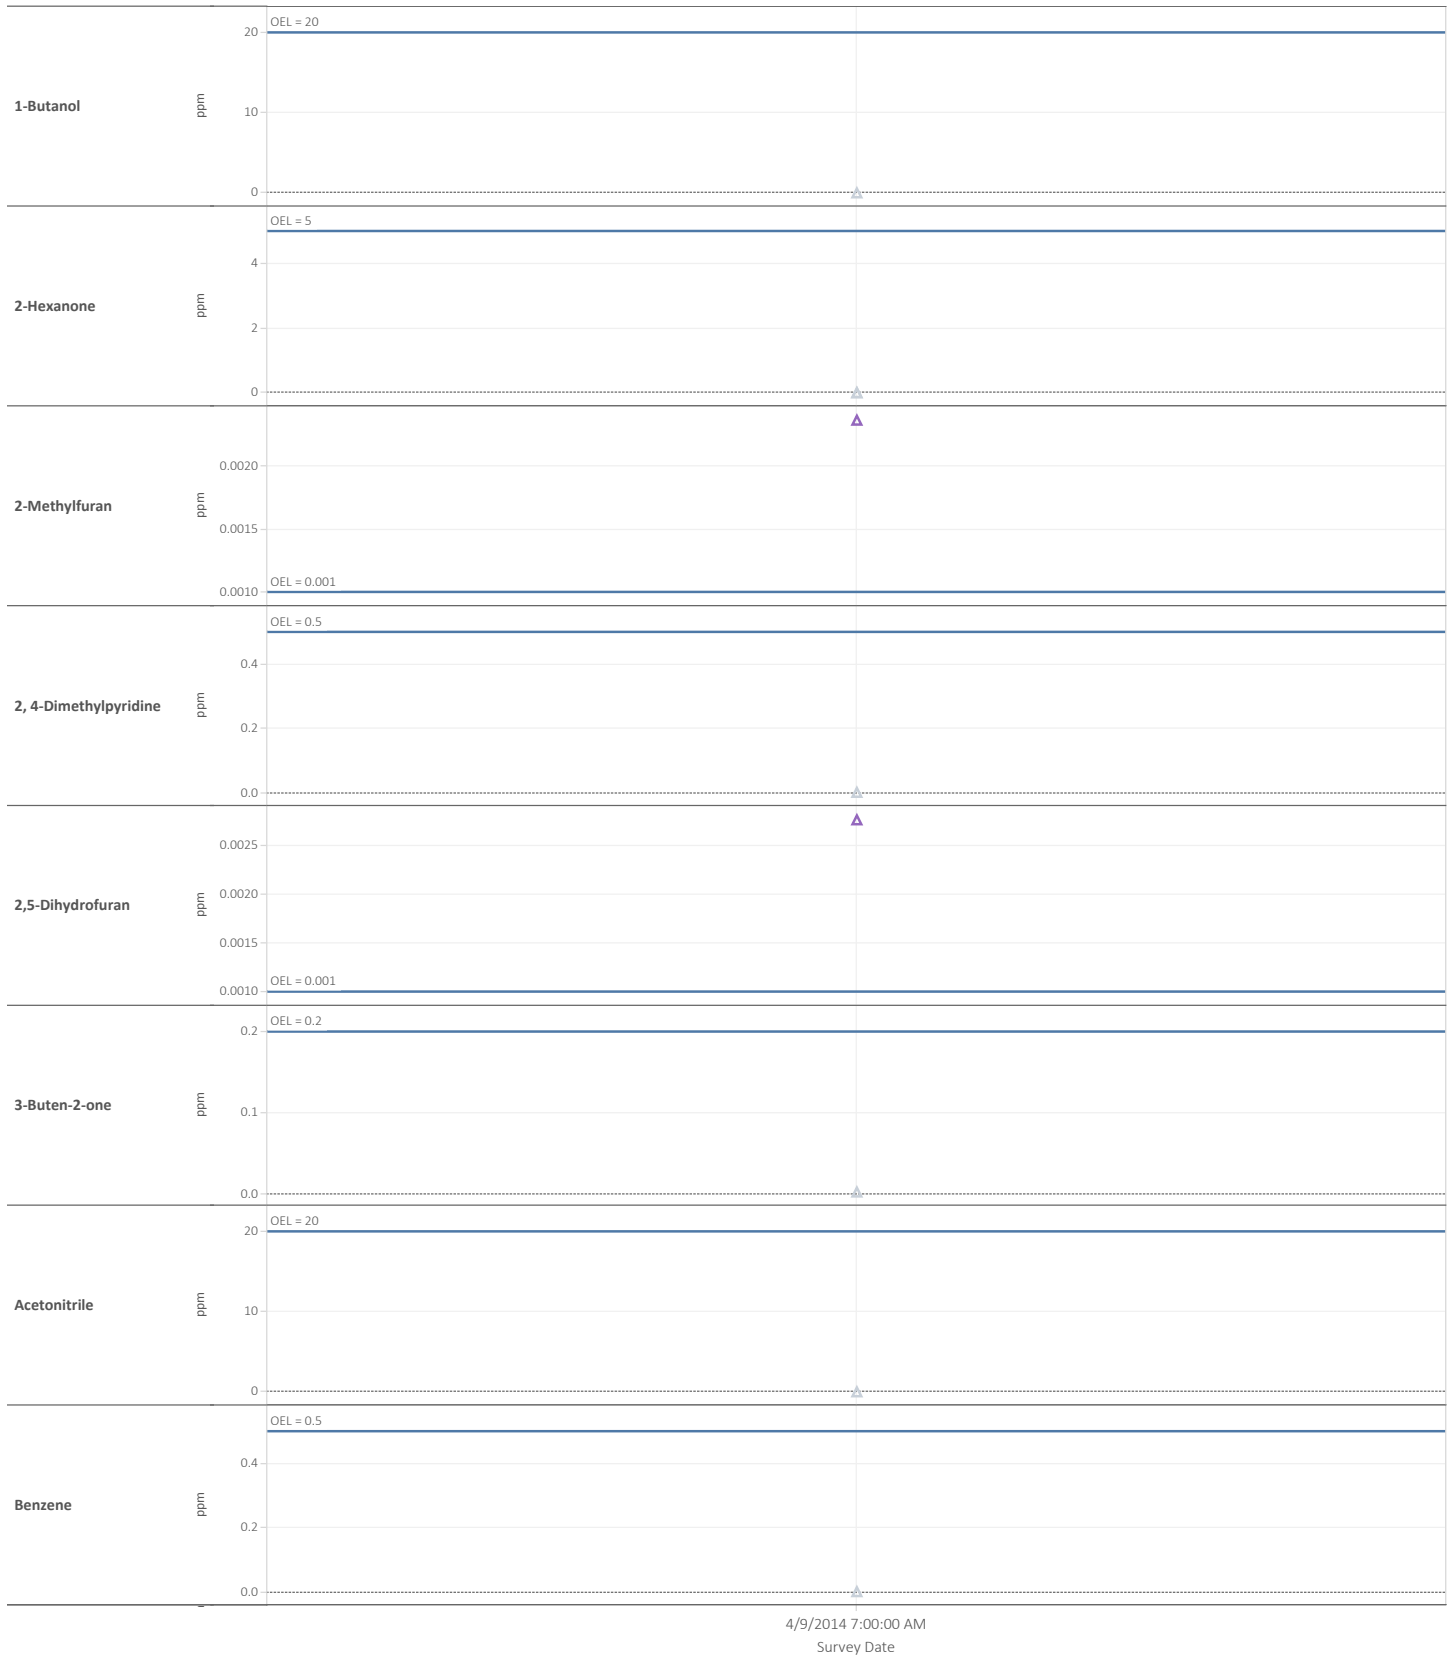 OEL = 20
20
1-Butanol
ppm
10
0
OEL = 5
4
2-Hexanone
ppm
2
0
0.0020
2-Methylfuran
ppm
0.0015
OEL = 0.001
0.0010
OEL = 0.5
0.4
2, 4-Dimethylpyridine
ppm
0.2
0.0
0.0025
0.0020
2,5-Dihydrofuran
ppm
0.0015
OEL = 0.001
0.0010
OEL = 0.2
0.2
3-Buten-2-one
ppm
0.1
0.0
OEL = 20
20
Acetonitrile
ppm
10
0
OEL = 0.5
0.4
Benzene
ppm
0.2
0.0
4/9/2014 7:00:00 AM
Survey Date